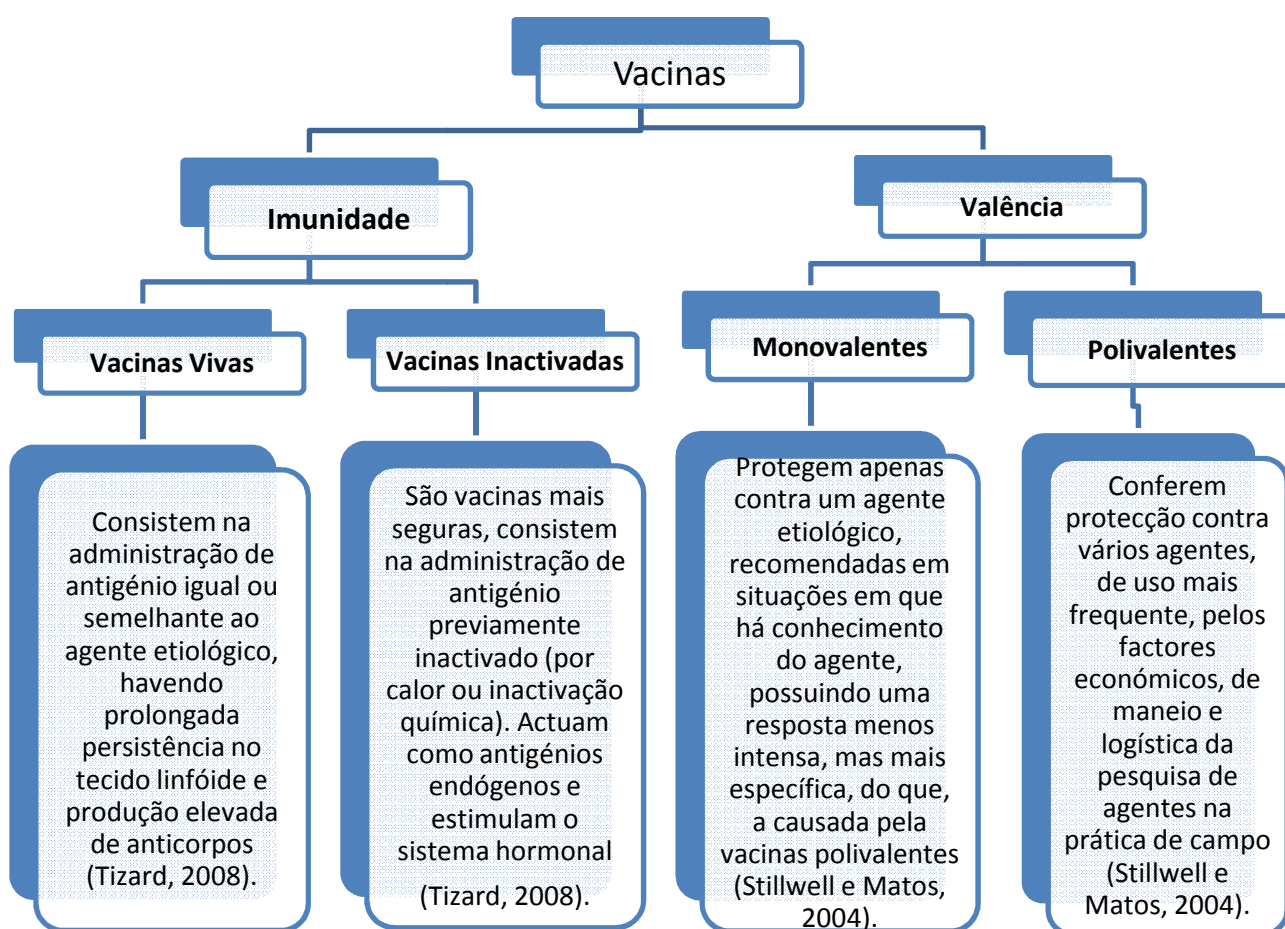 Vacinas
Imunidade
Valência
Vacinas Vivas
Vacinas Inactivadas
Monovalentes
Polivalentes
Consistem na
administração de
antigénio igual ou
semelhante ao
agente etiológico,
havendo
prolongada
persistência no
tecido linfóide e
produção elevada
de anticorpos
(Tizard, 2008).
São vacinas mais
seguras, consistem
na administração de
antigénio
previamente
inactivado (por
calor ou inactivação
química). Actuam
como antigénios
endógenos e
estimulam o
sistema hormonal
(Tizard, 2008).
Protegem apenas
contra um agente
etiológico,
recomendadas em
situações em que
há conhecimento
do agente,
possuindo uma
resposta menos
intensa, mas mais
específica, do que,
a causada pela
vacinas polivalentes
(Stillwell e Matos,
2004).
Conferem
protecção contra
vários agentes,
de uso mais
frequente, pelos
factores
económicos, de
maneio e
logística da
pesquisa de
agentes na
prática de campo
(Stillwell e
Matos, 2004).